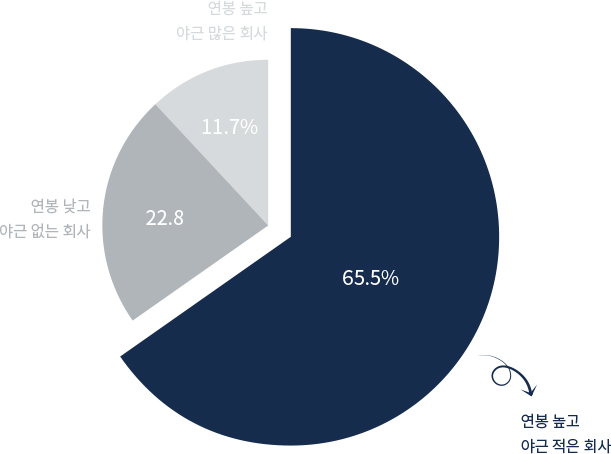 연봉 높고
야근 많은 회사
11.7%
연봉 낮고
야근 없는 회사
22.8
65.5%
연봉 높고
야근 적은 회사